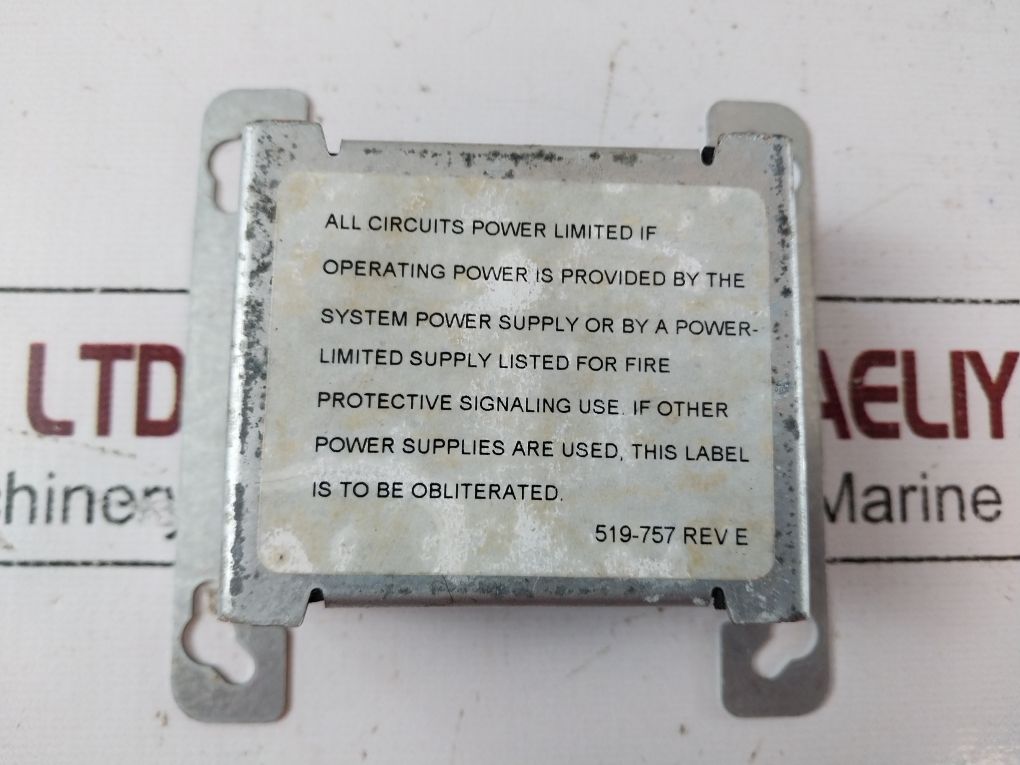 ALL CIRCUITS POWER LIMITED IF
OPERATING POWER IS PROVIDED BY THE
SYSTEM POWER SUPPLY OR BY A POWER-
LIMITED SUPPLY LISTED FOR FIRE
PROTECTIVE SIGNALING USE. IF OTHER
POWER SUPPLIES ARE USED, THIS LABEL
IS TO BE OBLITERATED.
519-757 REV E
LTD
AELIY
chinery
Marine